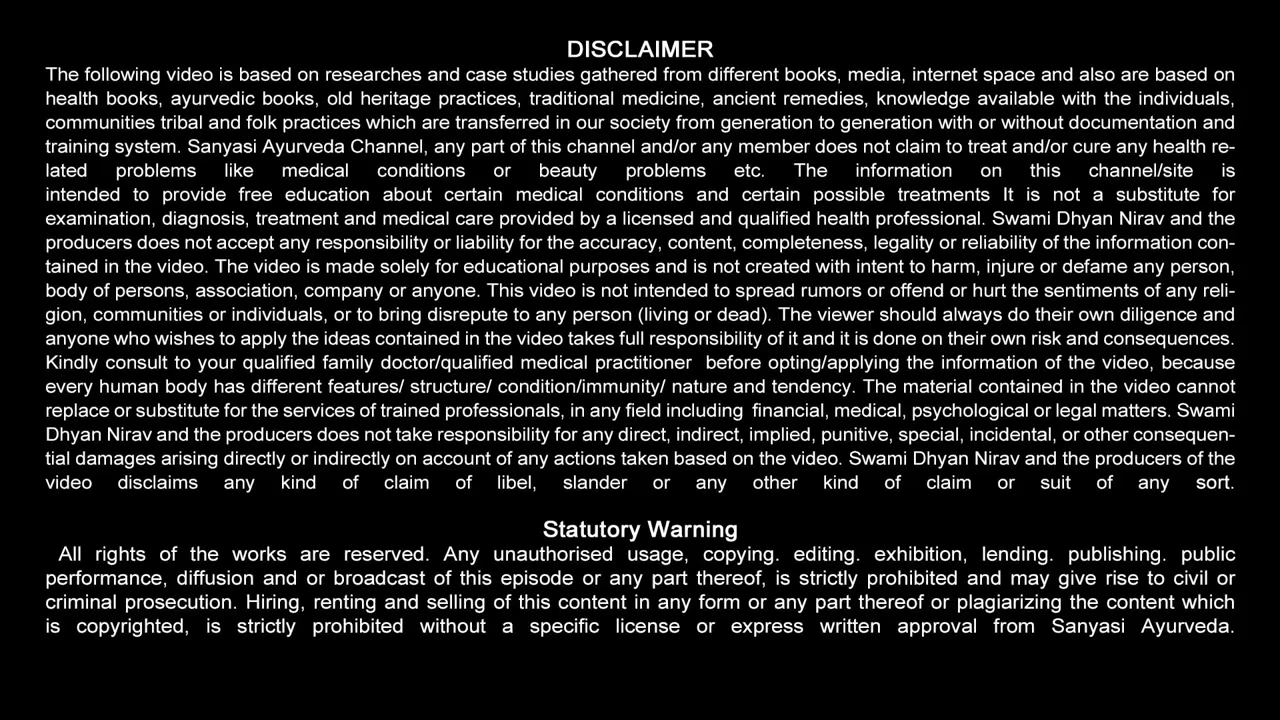 DISCLAIMER
The following video is based on researches and case studies gathered from different books, media, internet space and also are based on
health books, ayurvedic books, old heritage practices, traditional medicine, ancient remedies, knowledge available with the individuals,
communities tribal and folk practices which are transferred in our society from generation to generation with or without documentation and
training system. Sanyasi Ayurveda Channel, any part of this channel and/or any member does not claim to treat and/or cure any health re-
lated problems like medical conditions or beauty problems etc. The information on this channel/site is
intended to provide free education about certain medical conditions and certain possible treatments It is not a substitute for
examination, diagnosis, treatment and medical care provided by a licensed and qualified health professional. Swami Dhyan Nirav and the
producers does not accept any responsibility or liability for the accuracy, content, completeness, legality or reliability of the information con-
tained in the video. The video is made solely for educational purposes and is not created with intent to harm, injure or defame any person,
body of persons, association, company or anyone. This video is not intended to spread rumors or offend or hurt the sentiments of any reli-
gion, communities or individuals, or to bring disrepute to any person (living or dead). The viewer should always do their own diligence and
anyone who wishes to apply the ideas contained in the video takes full responsibility of it and it is done on their own risk and consequences.
Kindly consult to your qualified family doctor/qualified medical practitioner before opting/applying the information of the video, because
every human body has different features/ structure/ condition/immunity/ nature and tendency. The material contained in the video cannot
replace or substitute for the services of trained professionals, in any field including financial, medical, psychological or legal matters. Swami
Dhyan Nirav and the producers does not take responsibility for any direct, indirect, implied, punitive, special, incidental, or other consequen-
tial damages arising directly or indirectly on account of any actions taken based on the video. Swami Dhyan Nirav and the producers of the
video disclaims any kind of claim of libel, slander or any other kind of claim or suit of any sort.
Statutory Warning
All rights of the works are reserved. Any unauthorised usage, copying. editing. exhibition, lending. publishing. public
performance, diffusion and or broadcast of this episode or any part thereof, is strictly prohibited and may give rise to civil or
criminal prosecution. Hiring, renting and selling of this content in any form or any part thereof or plagiarizing the content which
is copyrighted, is strictly prohibited without a specific license or express written approval from Sanyasi Ayurveda.